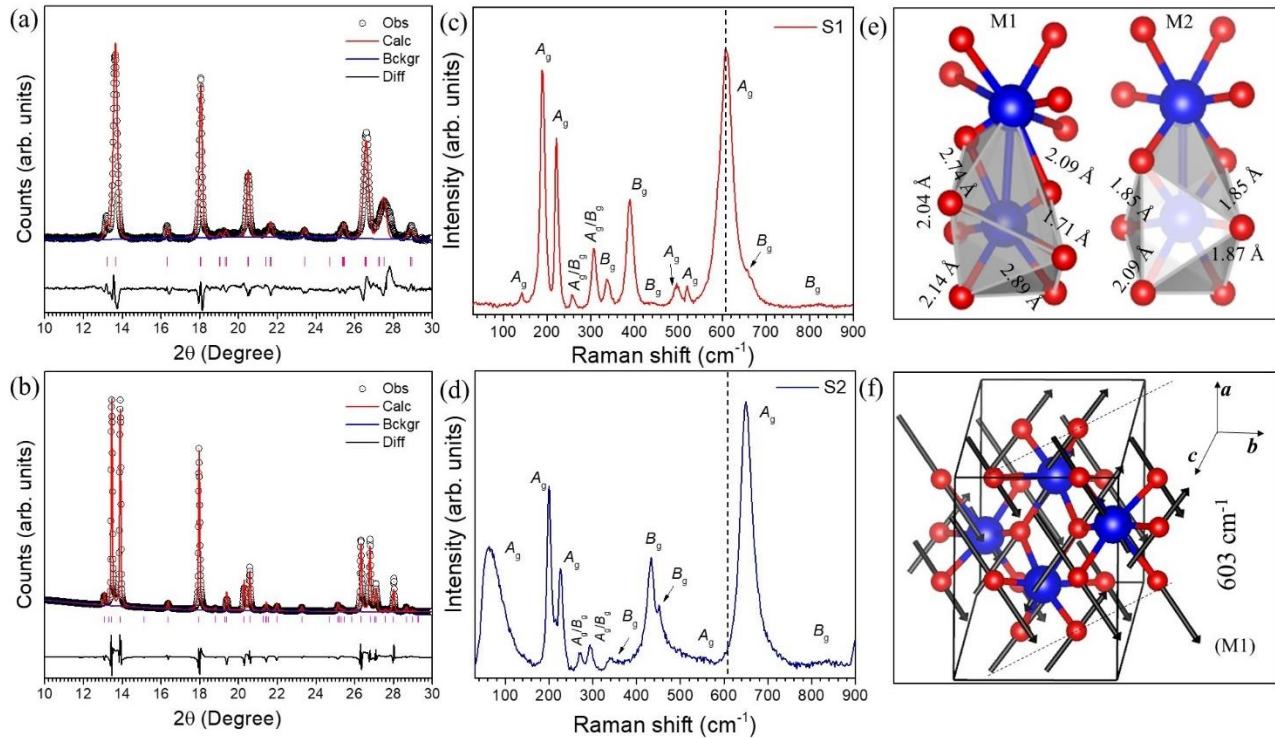 (a)
Obs
Calc
Bckgr
Diff
Counts (arb. units)
10 12 14 16 18 20 22 24 26 28 30
2θ (Degree)
(b)
Obs
Calc
Bckgr
Diff
Counts (arb. units)
10 12 14 16 18 20 22 24 26 28 30
2θ (Degree)
(c)
S1
Intensity (arb. units)
Ag
Ag
Ag
Ag
Ag/Bg
Ag/Bg
Bg
Bg
Bg
Ag
Ag
Bg
Bg
100 200 300 400 500 600 700 800 900
Raman shift (cm⁻¹)
(d)
S2
Intensity (arb. units)
Ag
Ag
Ag
Ag/Bg
Ag/Bg
Bg
Bg
Bg
Ag
Ag
Bg
100 200 300 400 500 600 700 800 900
Raman shift (cm⁻¹)
(e)
M1
M2
2.74 Å
2.09 Å
2.04 Å
1.71 Å
2.14 Å
2.89 Å
1.85 Å
1.85 Å
2.09 Å
1.87 Å
(f)
a
b
c
603 cm⁻¹
(M1)